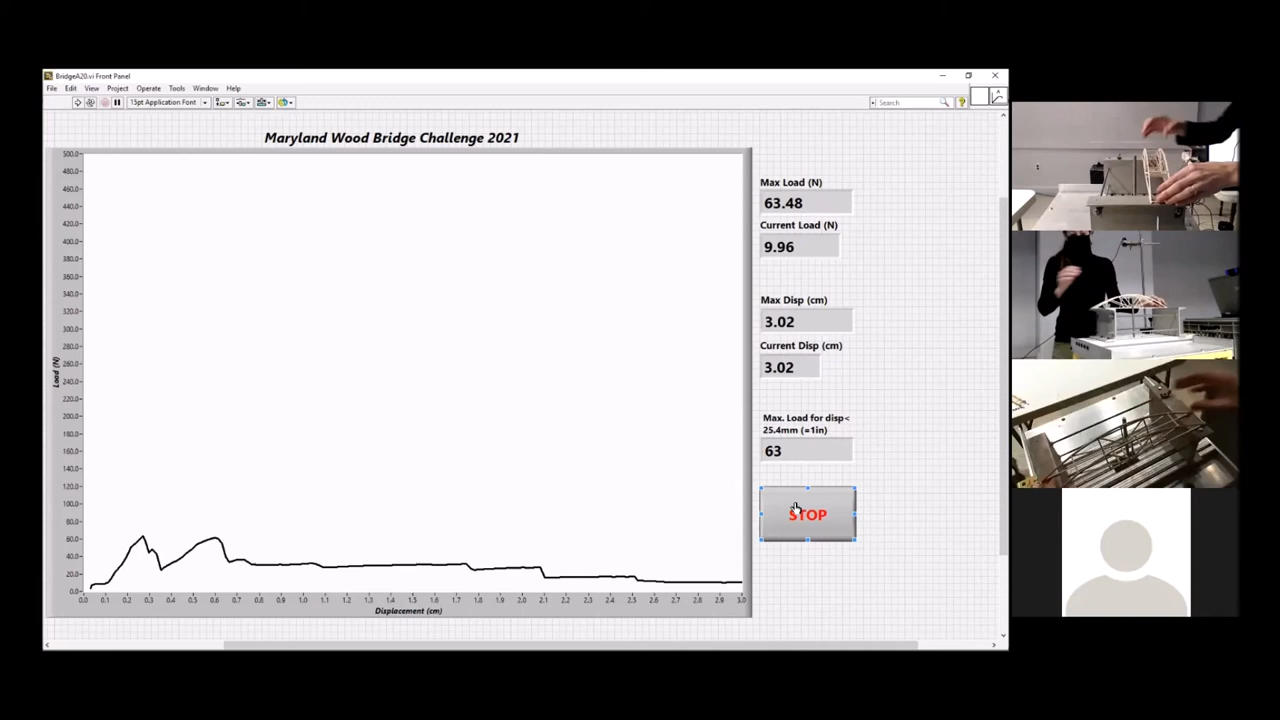 BridgeA20.vi Front Panel
File Edit View Project Operate Tools Window Help
15pt Application Font
Search
Maryland Wood Bridge Challenge 2021
500.0
480.0
460.0
440.0
420.0
400.0
380.0
360.0
340.0
320.0
300.0
280.0
260.0
240.0
220.0
200.0
180.0
160.0
140.0
120.0
100.0
80.0
60.0
40.0
20.0
0.0
Load (N)
0.0 0.1 0.2 0.3 0.4 0.5 0.6 0.7 0.8 0.9 1.0 1.1 1.2 1.3 1.4 1.5 1.6 1.7 1.8 1.9 2.0 2.1 2.2 2.3 2.4 2.5 2.6 2.7 2.8 2.9 3.0
Displacement (cm)
Max Load (N)
63.48
Current Load (N)
9.96
Max Disp (cm)
3.02
Current Disp (cm)
3.02
Max. Load for disp<
25.4mm (=1in)
63
STOP